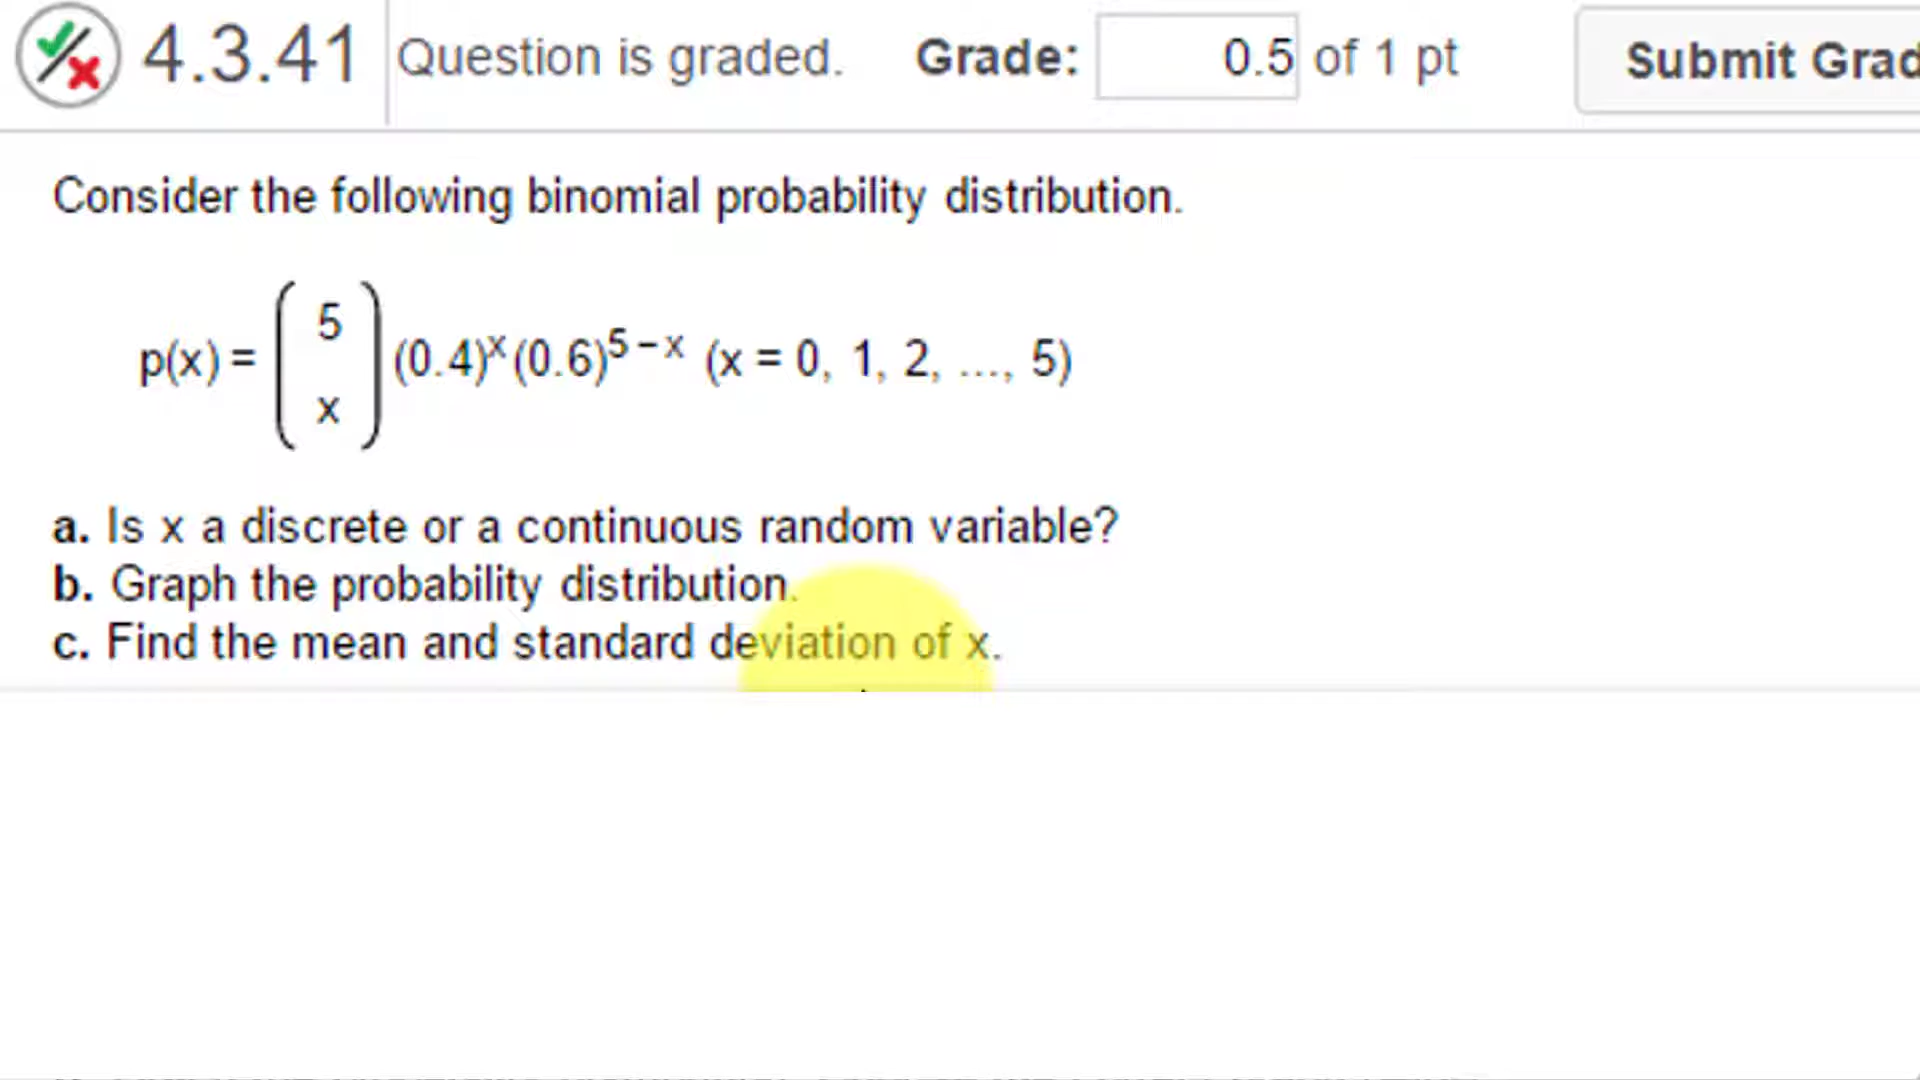 4.3.41 Question is graded. Grade: 0.5 of 1 pt Submit Grad
Consider the following binomial probability distribution.
p(x) = ( 5 x ) (0.4)^x (0.6)^5 − x (x = 0, 1, 2, ..., 5)
a. Is x a discrete or a continuous random variable?
b. Graph the probability distribution.
c. Find the mean and standard deviation of x.